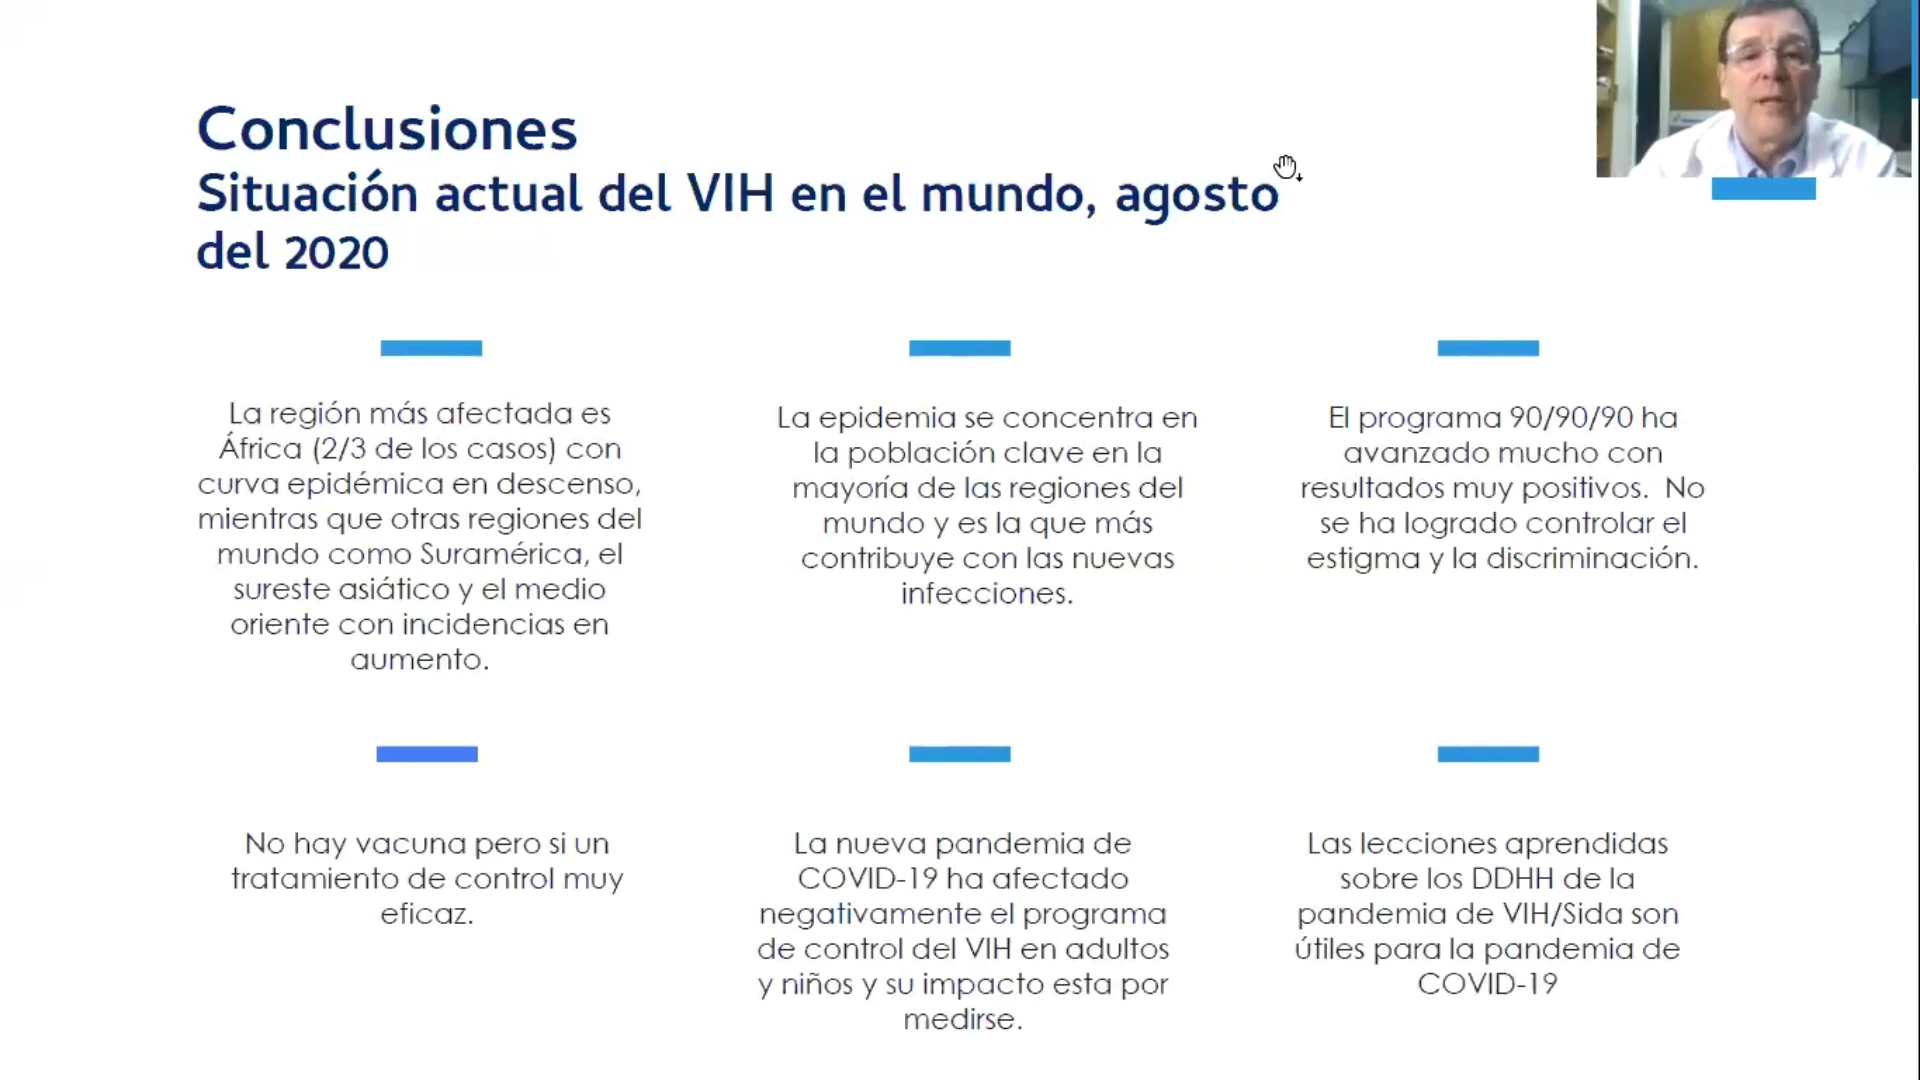 Conclusiones
Situación actual del VIH en el mundo, agosto
del 2020
La región más afectada es
África (2/3 de los casos) con
curva epidémica en descenso,
mientras que otras regiones del
mundo como Suramérica, el
sureste asiático y el medio
oriente con incidencias en
aumento.
La epidemia se concentra en
la población clave en la
mayoría de las regiones del
mundo y es la que más
contribuye con las nuevas
infecciones.
El programa 90/90/90 ha
avanzado mucho con
resultados muy positivos.  No
se ha logrado controlar el
estigma y la discriminación.
No hay vacuna pero si un
tratamiento de control muy
eficaz.
La nueva pandemia de
COVID-19 ha afectado
negativamente el programa
de control del VIH en adultos
y niños y su impacto esta por
medirse.
Las lecciones aprendidas
sobre los DDHH de la
pandemia de VIH/Sida son
útiles para la pandemia de
COVID-19